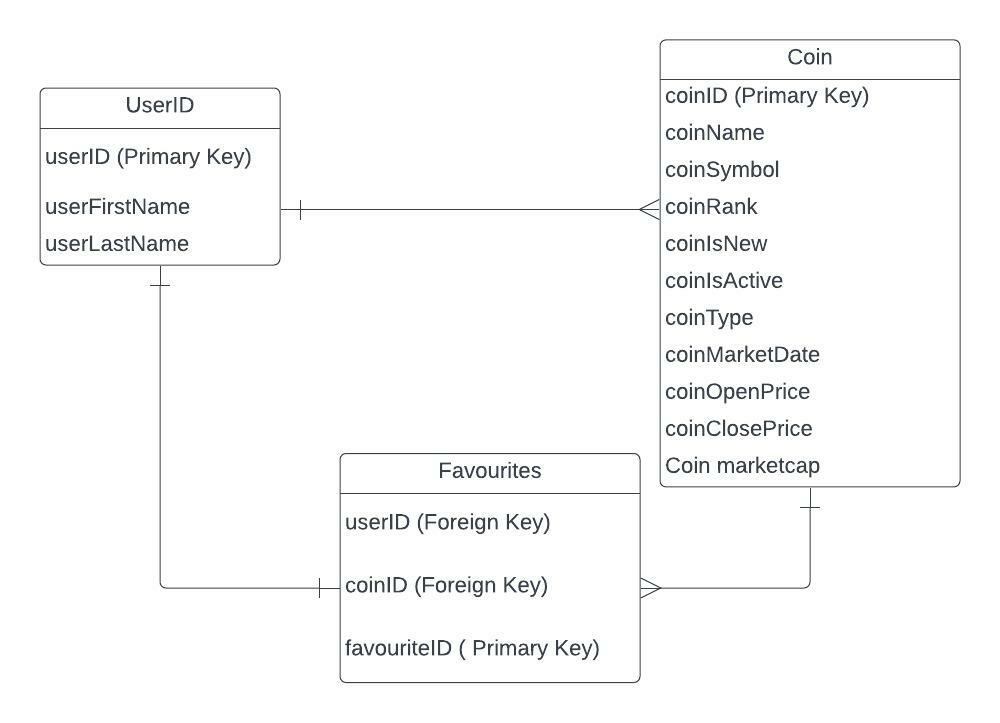 UserID
userID (Primary Key)
userFirstName
userLastName
Coin
coinID (Primary Key)
coinName
coinSymbol
coinRank
coinIsNew
coinIsActive
coinType
coinMarketDate
coinOpenPrice
coinClosePrice
Coin marketcap
Favourites
userID (Foreign Key)
coinID (Foreign Key)
favouriteID ( Primary Key)